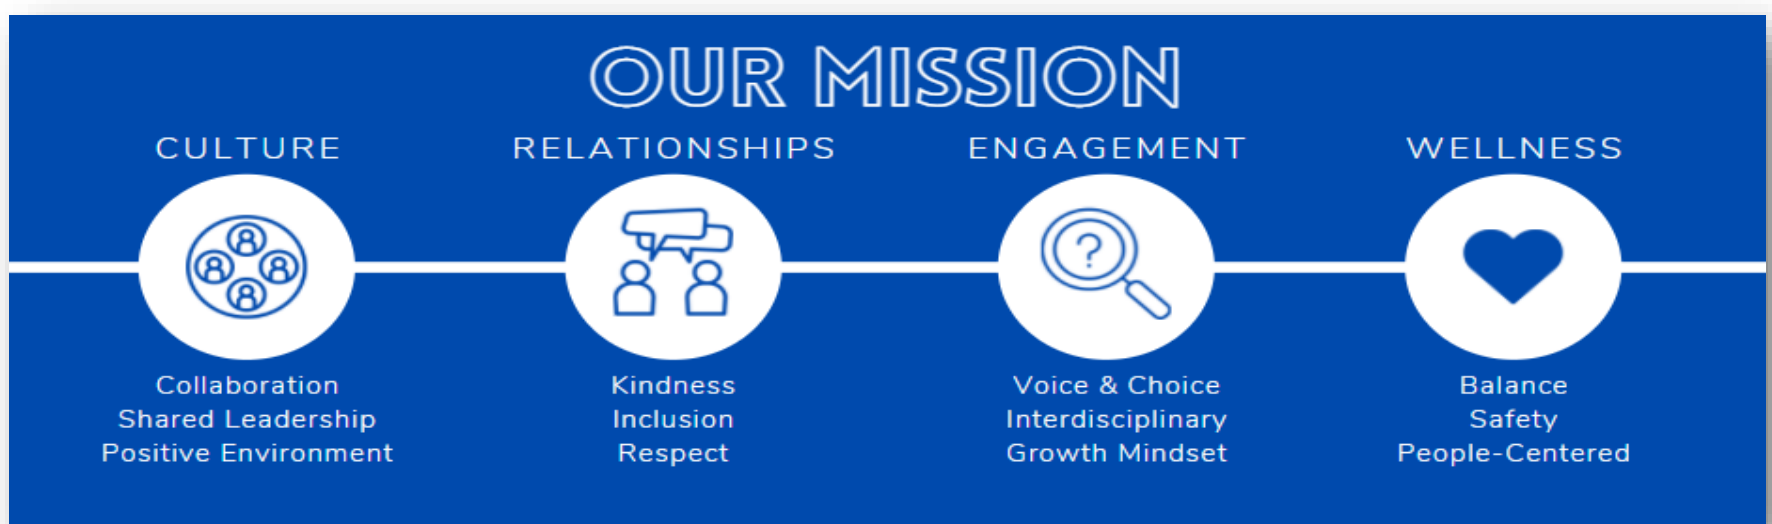 OUR MISSION
CULTURE
Collaboration
Shared Leadership
Positive Environment
RELATIONSHIPS
Kindness
Inclusion
Respect
ENGAGEMENT
?
Voice & Choice
Interdisciplinary
Growth Mindset
WELLNESS
Balance
Safety
People-Centered